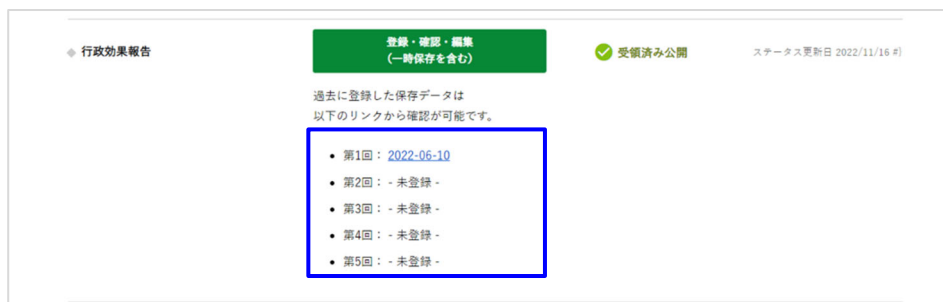 行政効果報告
登録・確認・編集
(一時保存を含む)
受領済み公開
ステータス更新日 2022/11/16 #)
過去に登録した保存データは
以下のリンクから確認が可能です。
• 第1回： 2022-06-10
• 第2回： - 未登録 -
• 第3回： - 未登録 -
• 第4回： - 未登録 -
• 第5回： - 未登録 -